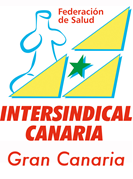 Federación
de Salud
INTERSINDICAL
CANARIA
Gran Canaria